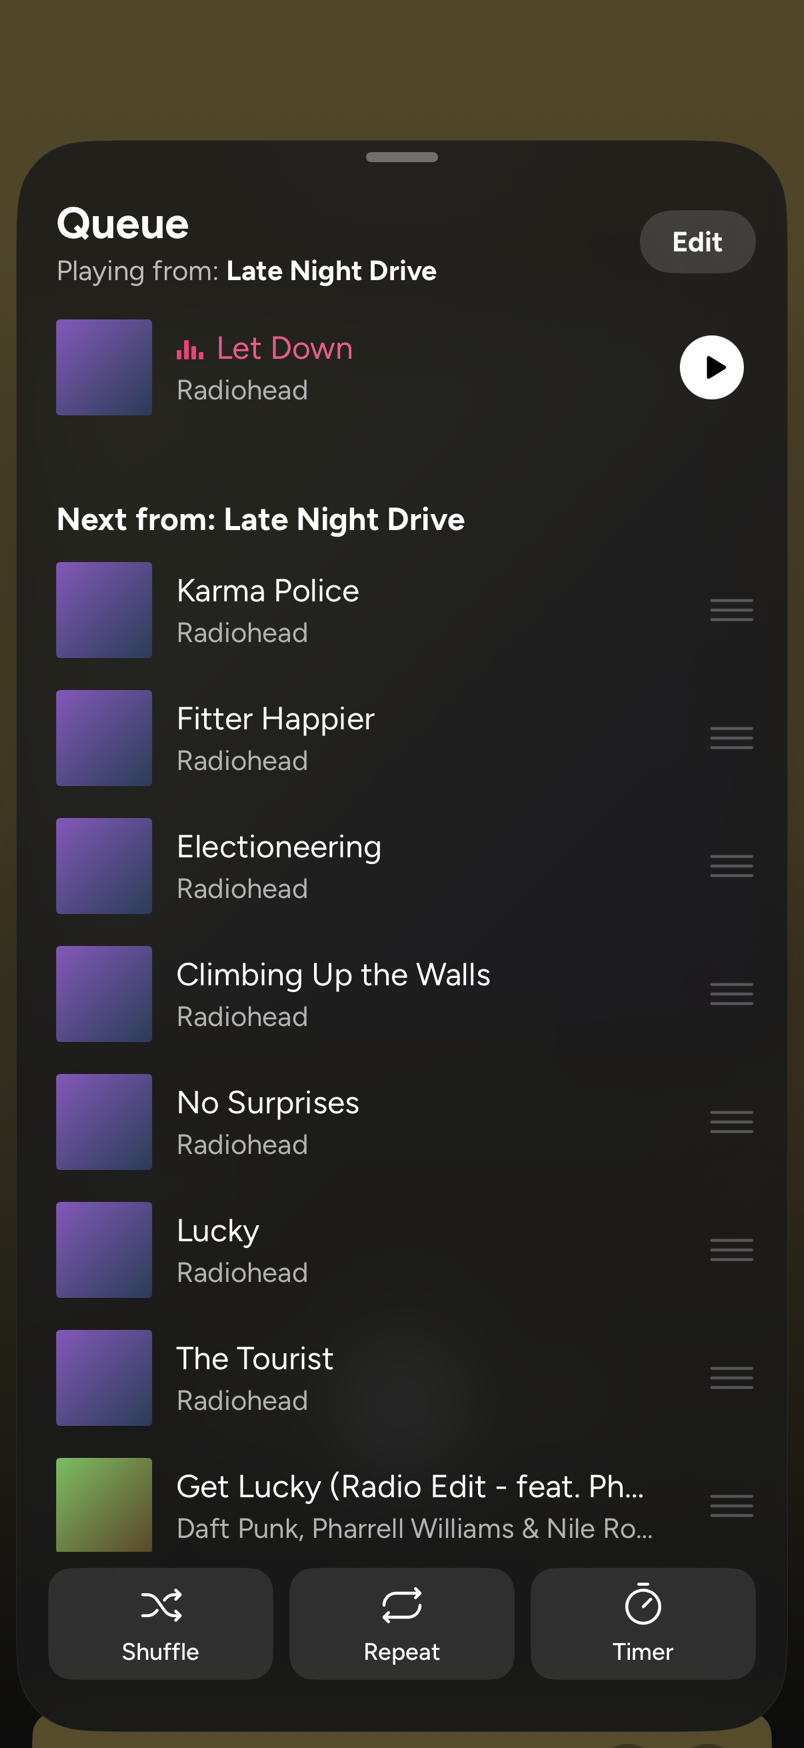 Queue
Edit
Playing from: Late Night Drive
Let Down
Radiohead
Next from: Late Night Drive
Karma Police
Radiohead
Fitter Happier
Radiohead
Electioneering
Radiohead
Climbing Up the Walls
Radiohead
No Surprises
Radiohead
Lucky
Radiohead
The Tourist
Radiohead
Get Lucky (Radio Edit - feat. Ph...
Daft Punk, Pharrell Williams & Nile Ro...
Shuffle
Repeat
Timer